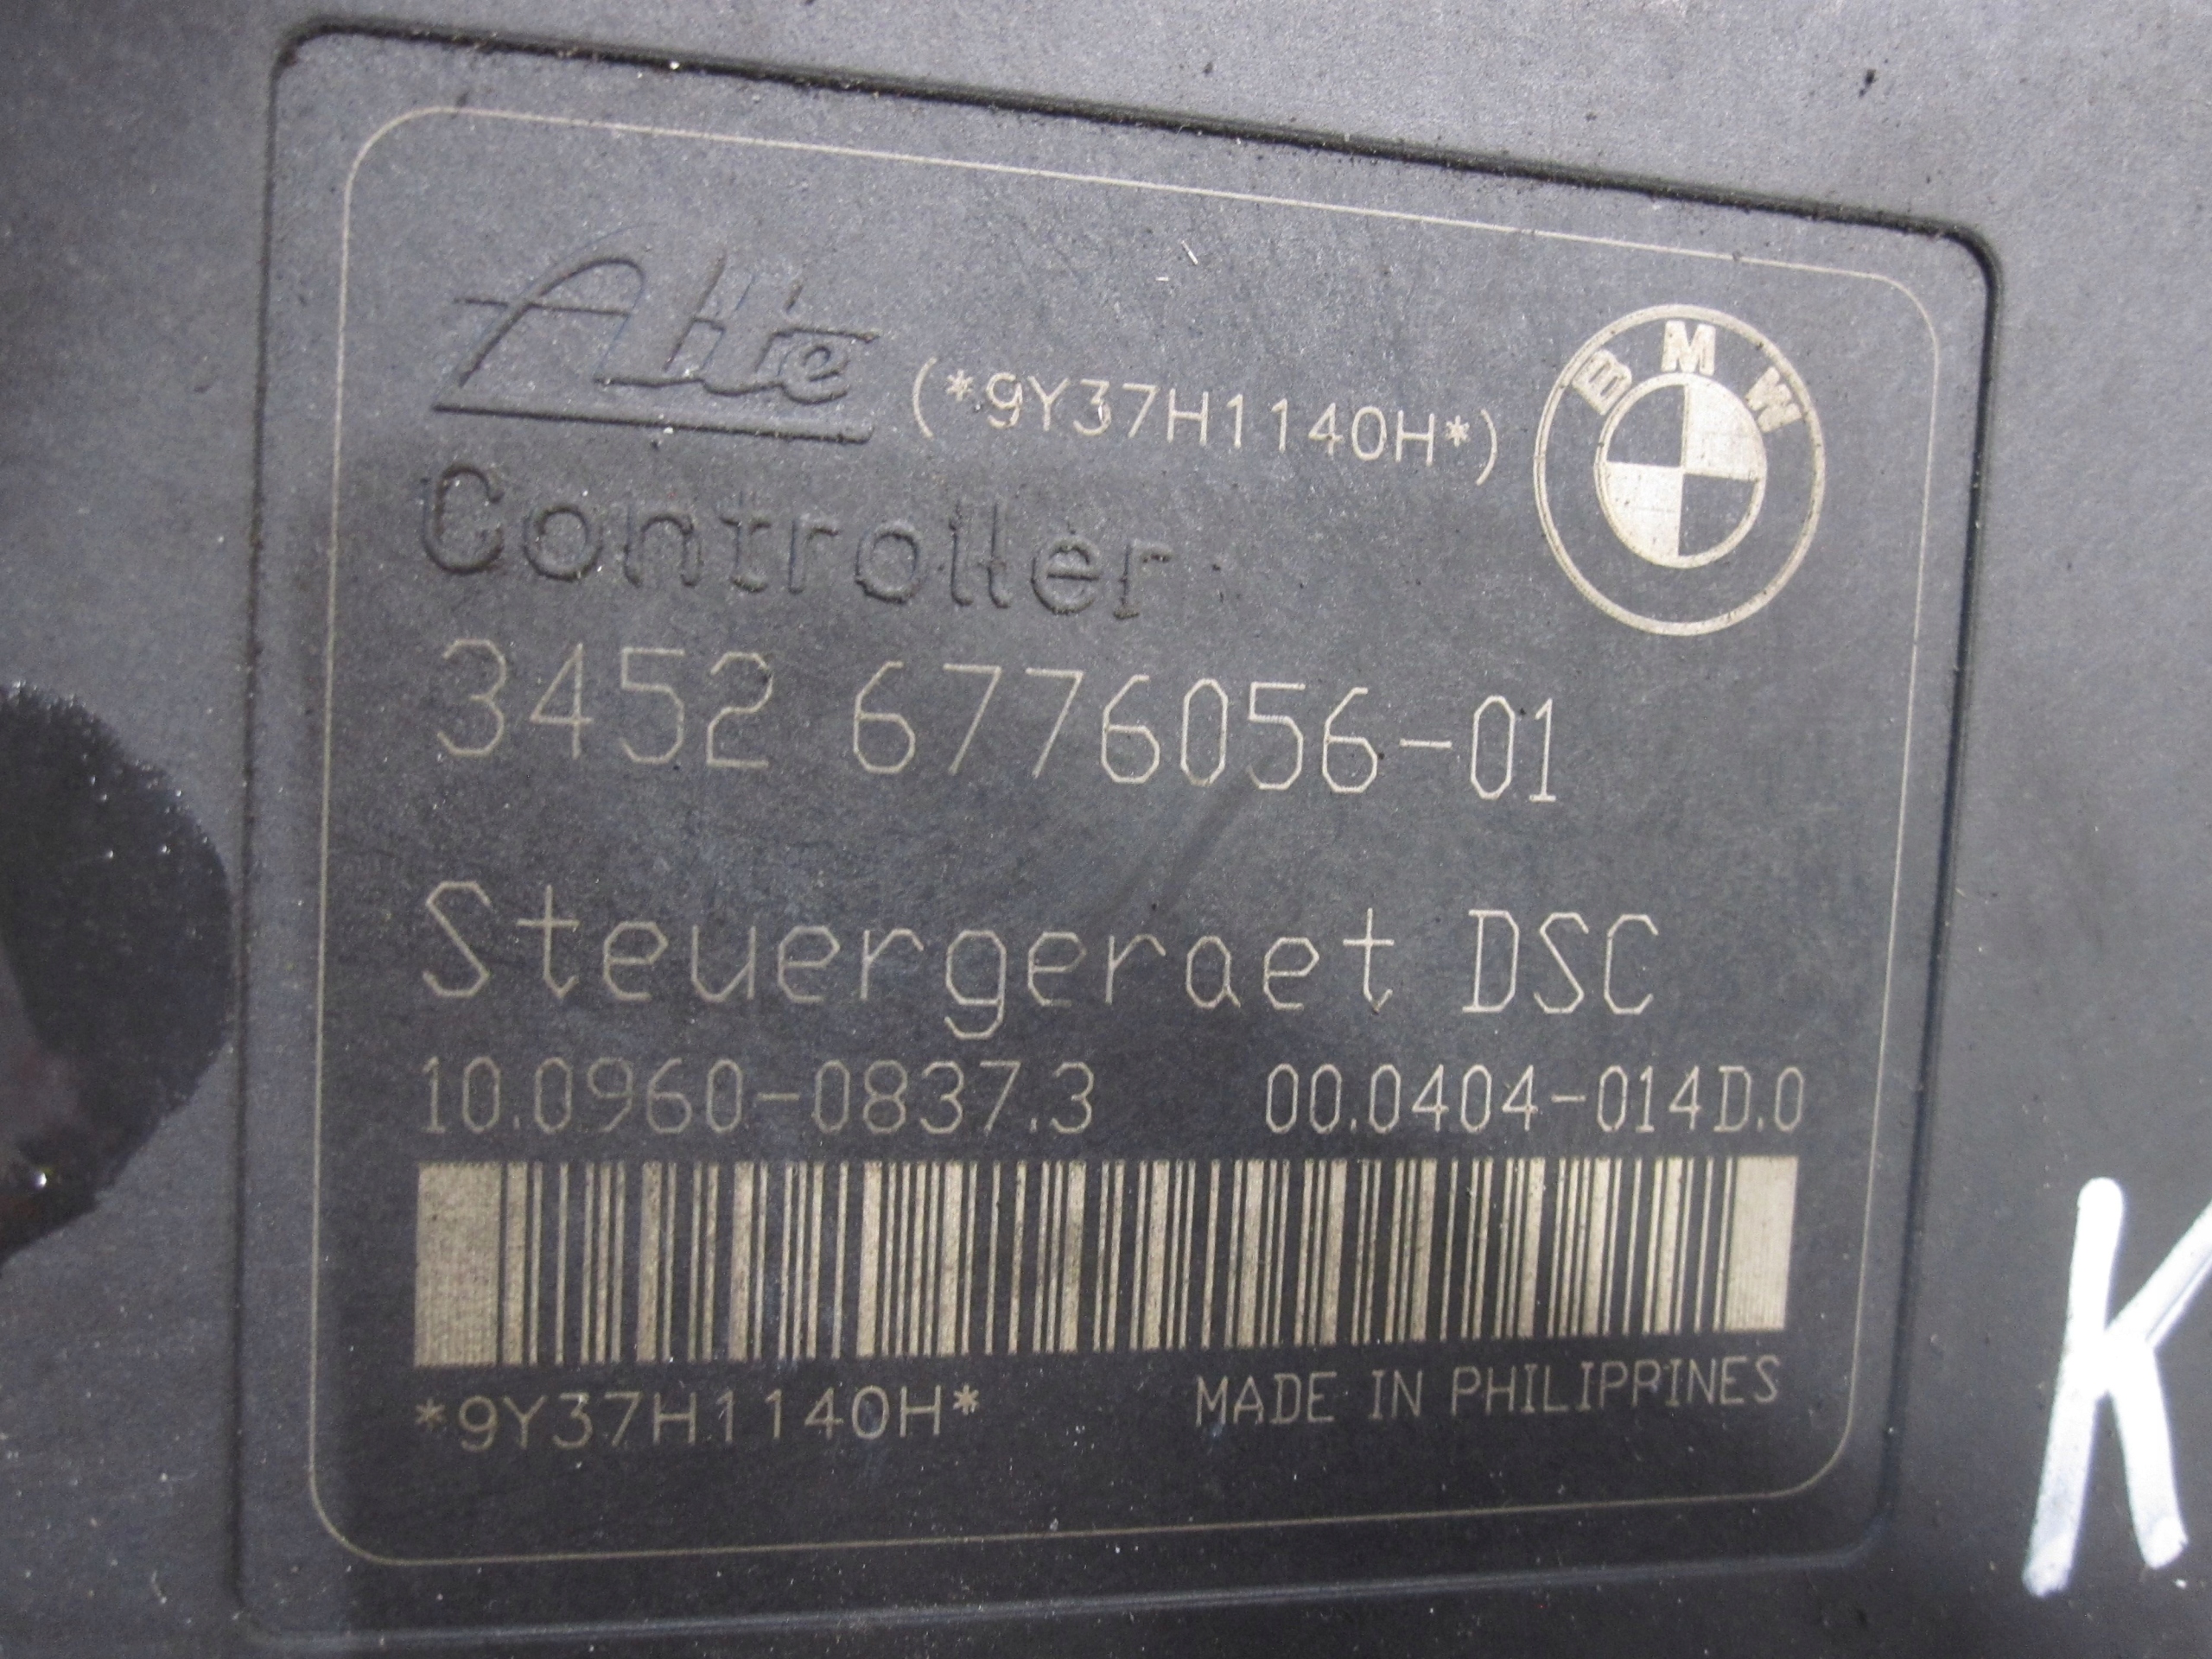 Ate (*9Y37H1140H*) BMW
Controller
3452 6776056-01
Steuergeraet DSC
10.0960-0837.3 00.0404-014D.0
*9Y37H1140H* MADE IN PHILIPPINES
K